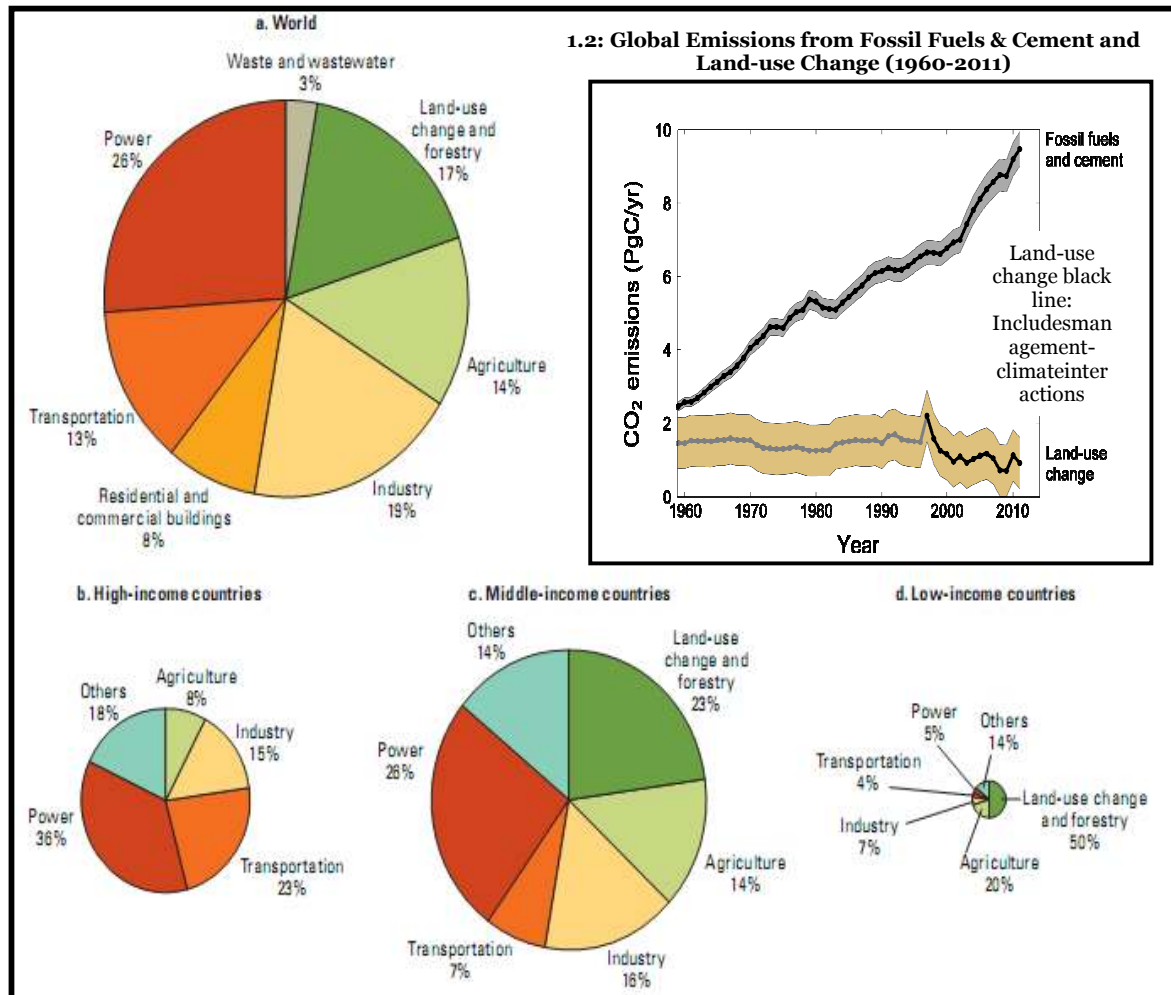 a. World
Waste and wastewater
3%
Land-use
change and
forestry
17%
Power
26%
Agriculture
14%
Transportation
13%
Industry
19%
Residential and
commercial buildings
8%
1.2: Global Emissions from Fossil Fuels & Cement and
Land-use Change (1960-2011)
10
8
6
4
2
0
CO₂ emissions (PgC/yr)
Fossil fuels
and cement
Land-use
change black
line:
Includesman
agement-
climateinter
actions
Land-use
change
1960
1970
1980
1990
2000
2010
Year
b. High-income countries
Others
18%
Agriculture
8%
Industry
15%
Power
36%
Transportation
23%
c. Middle-income countries
Others
14%
Land-use
change and
forestry
23%
Power
26%
Agriculture
14%
Transportation
7%
Industry
16%
d. Low-income countries
Power
5%
Others
14%
Transportation
4%
Land-use change
and forestry
50%
Industry
7%
Agriculture
20%